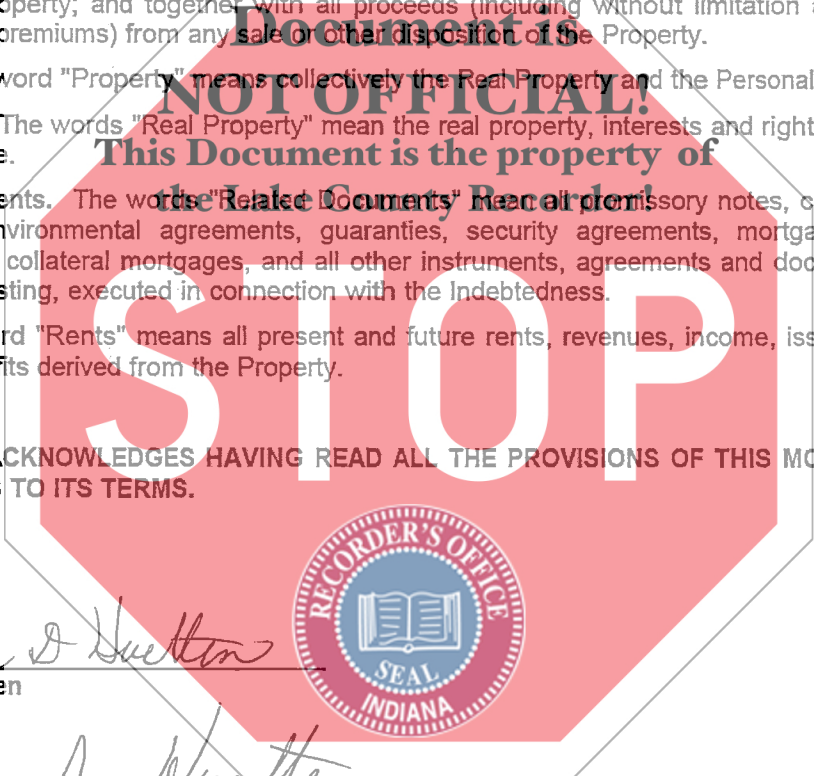 operty; and together with all proceeds (including without limitation a
premiums) from any sale or other disposition of the Property.
Document is
word "Property" means collectively the Real Property and the Personal
NOT OFFICIAL!
The words "Real Property" mean the real property, interests and right
e.
This Document is the property of
the Lake County Recorder!
ents. The words "Related Documents" mean all promissory notes, c
vironmental agreements, guaranties, security agreements, mortga
collateral mortgages, and all other instruments, agreements and doc
sting, executed in connection with the Indebtedness.
rd "Rents" means all present and future rents, revenues, income, iss
its derived from the Property.
STOP
ACKNOWLEDGES HAVING READ ALL THE PROVISIONS OF THIS MO
TO ITS TERMS.
RECORDER'S OFFICE
SEAL
INDIANA
en